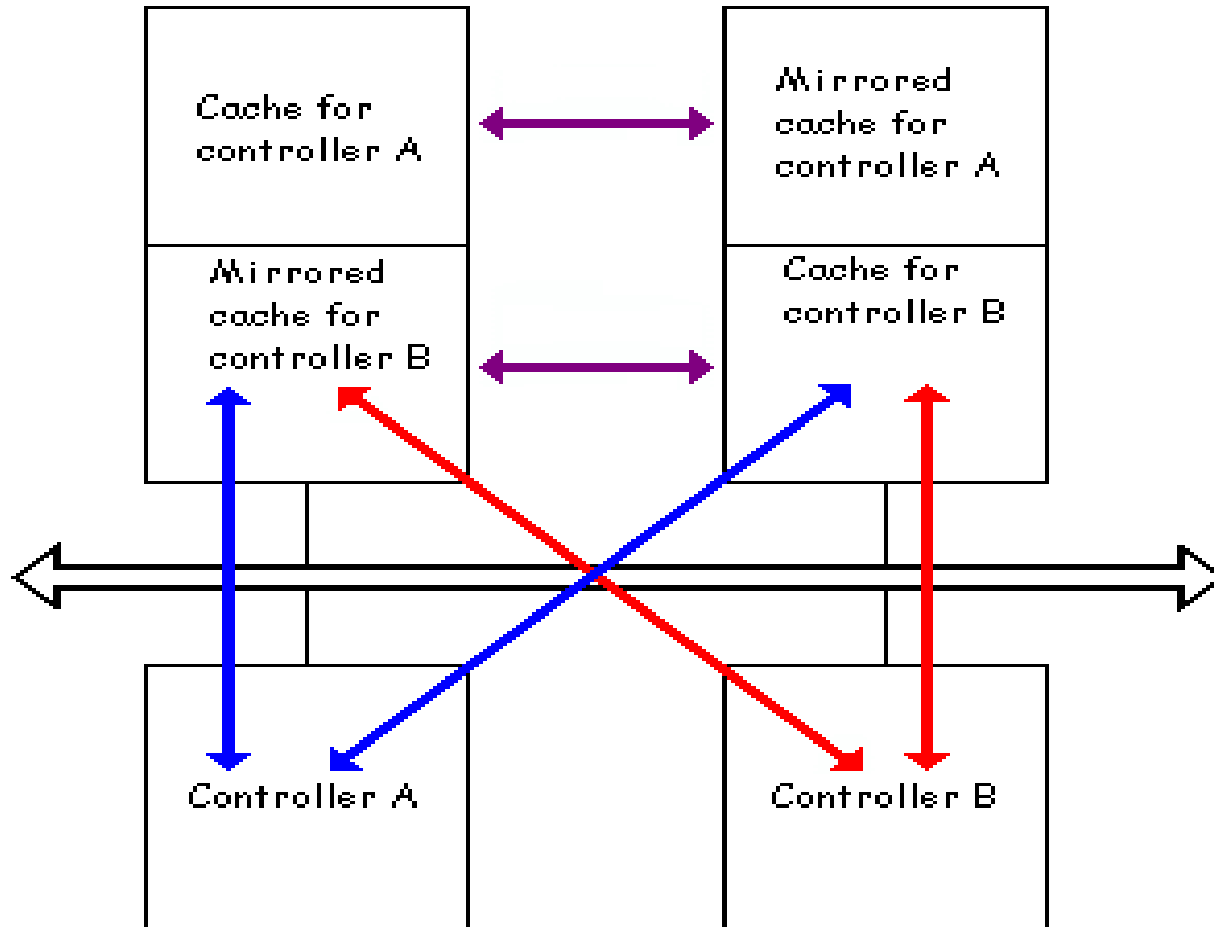 Cache for
controller A
Mirrored
cache for
controller A
Mirrored
cache for
controller B
Cache for
controller B
Controller A
Controller B